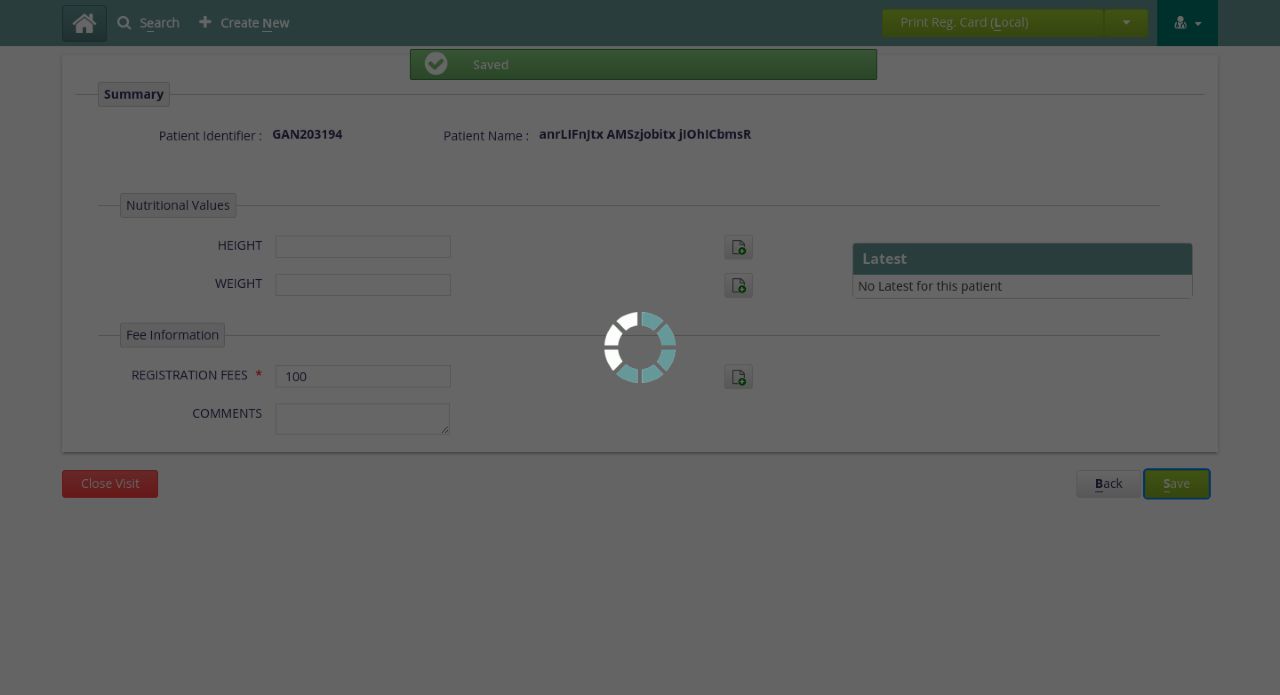 Search
Create New
Print Reg. Card (Local)
Saved
Summary
Patient Identifier : GAN203194
Patient Name : anrLIFnJtx AMSzjobitx jIOhICbmsR
Nutritional Values
HEIGHT
WEIGHT
Latest
No Latest for this patient
Fee Information
REGISTRATION FEES * 100
COMMENTS
Close Visit
Back
Save